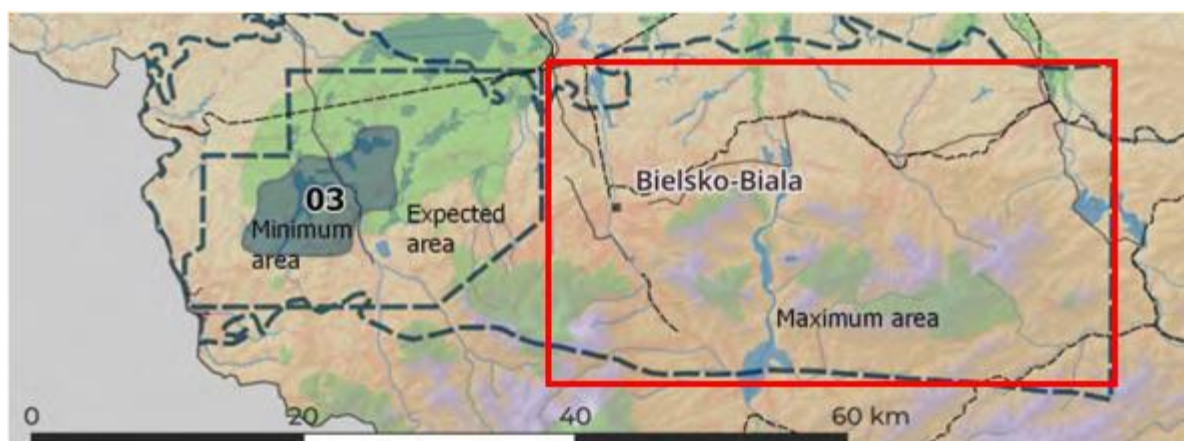 Bielsko-Biala
03
Minimum
area
Expected
area
Maximum area
0 20 40 60 km